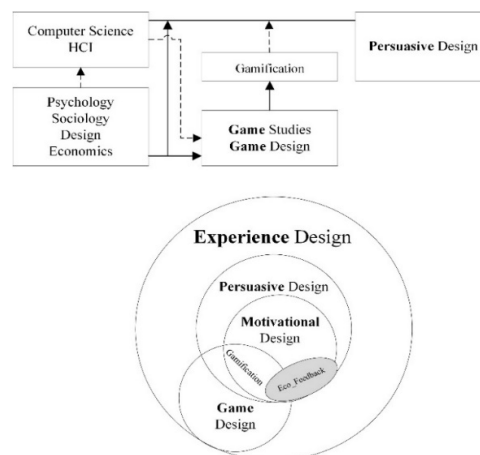 Computer Science
HCI
Persuasive Design
Gamification
Psychology
Sociology
Design
Economics
Game Studies
Game Design
Experience Design
Persuasive Design
Motivational
Design
Gamification
Eco_Feedback
Game
Design